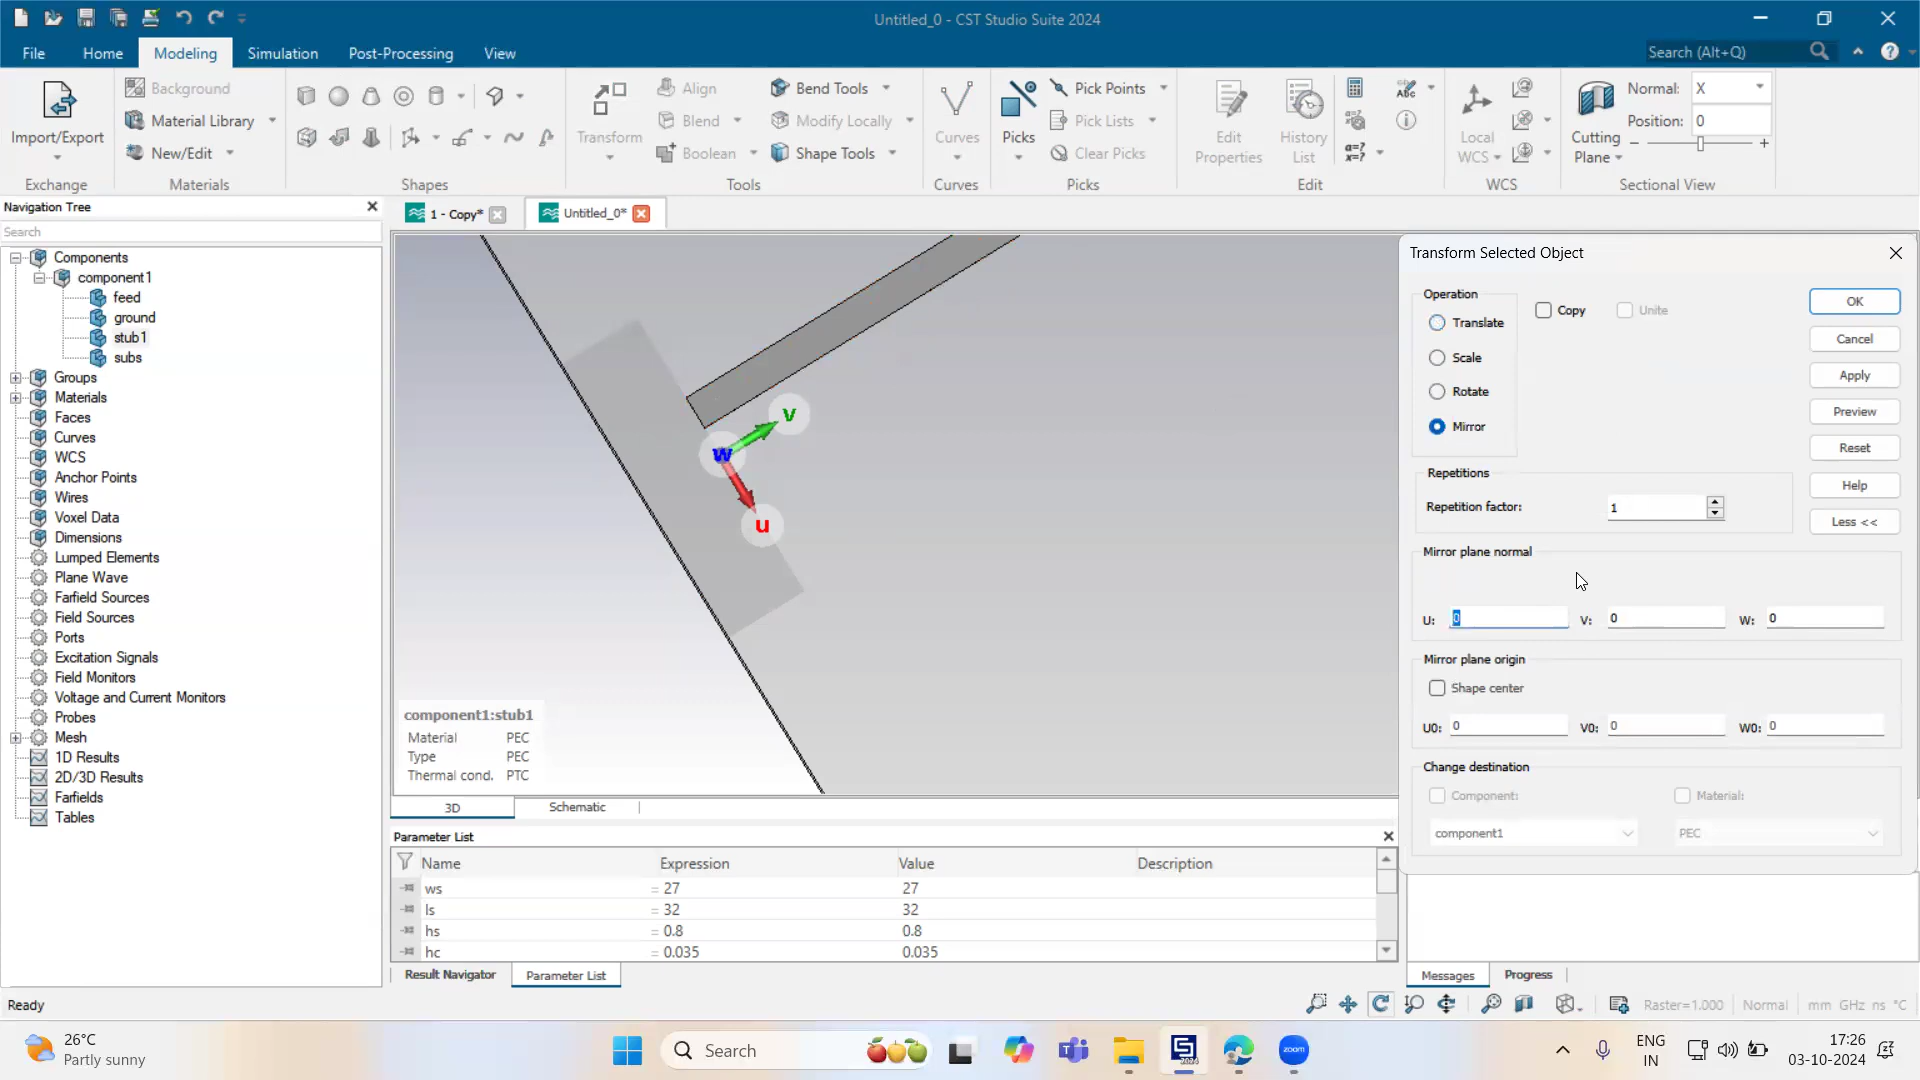 Untitled_0 - CST Studio Suite 2024
File
Home
Modeling
Simulation
Post-Processing
View
Search (Alt+Q)
Import/Export
Exchange
Background
Material Library
New/Edit
Materials
Shapes
Transform
Align
Blend
Boolean
Bend Tools
Modify Locally
Shape Tools
Tools
Curves
Curves
Picks
Pick Points
Pick Lists
Clear Picks
Picks
Edit
Properties
History
List
Edit
Local
WCS
WCS
Cutting
Plane
Normal: X
Position: 0
Sectional View
Navigation Tree
Search
Components
component1
feed
ground
stub1
subs
Groups
Materials
Faces
Curves
WCS
Anchor Points
Wires
Voxel Data
Dimensions
Lumped Elements
Plane Wave
Farfield Sources
Field Sources
Ports
Excitation Signals
Field Monitors
Voltage and Current Monitors
Probes
Mesh
1D Results
2D/3D Results
Farfields
Tables
1 - Copy*
Untitled_0*
v
w
u
component1:stub1
Material PEC
Type PEC
Thermal cond. PTC
3D
Schematic
Parameter List
Name Expression Value Description
ws = 27 27
ls = 32 32
hs = 0.8 0.8
hc = 0.035 0.035
Result Navigator
Parameter List
Transform Selected Object
Operation
Translate
Scale
Rotate
Mirror
Copy
Unite
OK
Cancel
Apply
Preview
Reset
Help
Less <<
Repetitions
Repetition factor: 1
Mirror plane normal
U: 0 V: 0 W: 0
Mirror plane origin
Shape center
U0: 0 V0: 0 W0: 0
Change destination
Component:
Material:
component1
PEC
Messages
Progress
Ready
Raster=1.000 Normal mm GHz ns °C
26°C
Partly sunny
Search
zoom
ENG
IN
17:26
03-10-2024